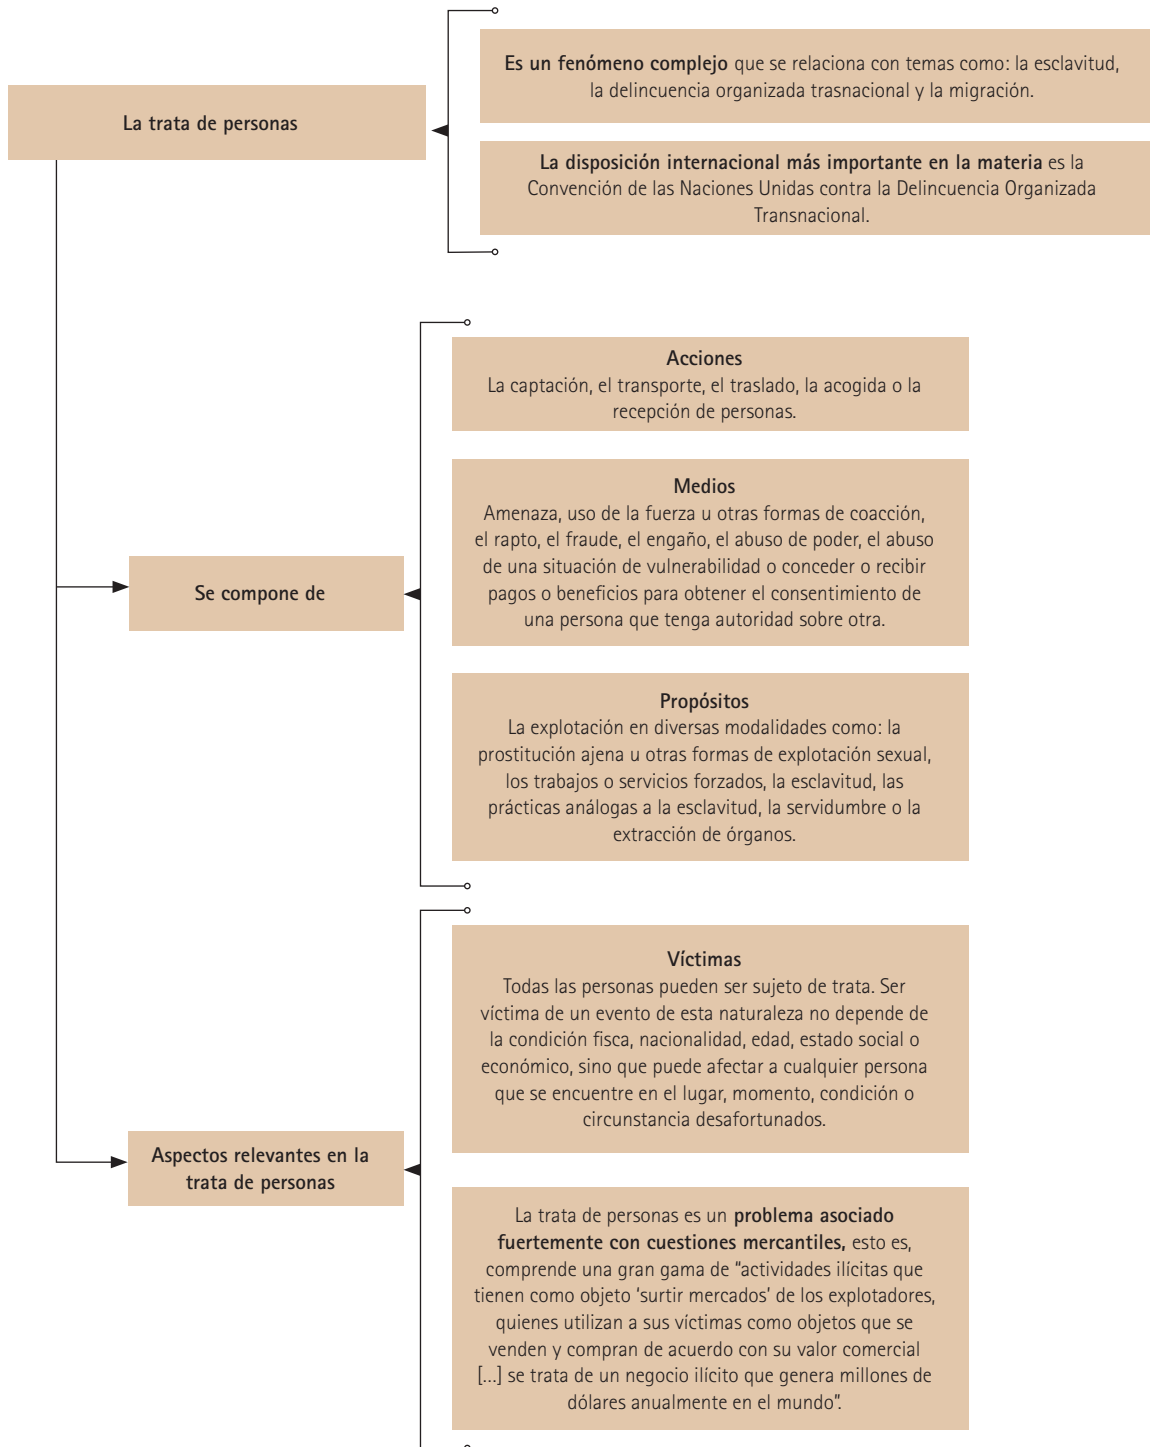 La trata de personas
Es un fenómeno complejo que se relaciona con temas como: la esclavitud,
la delincuencia organizada trasnacional y la migración.
La disposición internacional más importante en la materia es la
Convención de las Naciones Unidas contra la Delincuencia Organizada
Transnacional.
Se compone de
Acciones
La captación, el transporte, el traslado, la acogida o la
recepción de personas.
Medios
Amenaza, uso de la fuerza u otras formas de coacción,
el rapto, el fraude, el engaño, el abuso de poder, el abuso
de una situación de vulnerabilidad o conceder o recibir
pagos o beneficios para obtener el consentimiento de
una persona que tenga autoridad sobre otra.
Propósitos
La explotación en diversas modalidades como: la
prostitución ajena u otras formas de explotación sexual,
los trabajos o servicios forzados, la esclavitud, las
prácticas análogas a la esclavitud, la servidumbre o la
extracción de órganos.
Aspectos relevantes en la
trata de personas
Víctimas
Todas las personas pueden ser sujeto de trata. Ser
víctima de un evento de esta naturaleza no depende de
la condición fisca, nacionalidad, edad, estado social o
económico, sino que puede afectar a cualquier persona
que se encuentre en el lugar, momento, condición o
circunstancia desafortunados.
La trata de personas es un problema asociado
fuertemente con cuestiones mercantiles, esto es,
comprende una gran gama de “actividades ilícitas que
tienen como objeto ‘surtir mercados’ de los explotadores,
quienes utilizan a sus víctimas como objetos que se
venden y compran de acuerdo con su valor comercial
[...] se trata de un negocio ilícito que genera millones de
dólares anualmente en el mundo”.